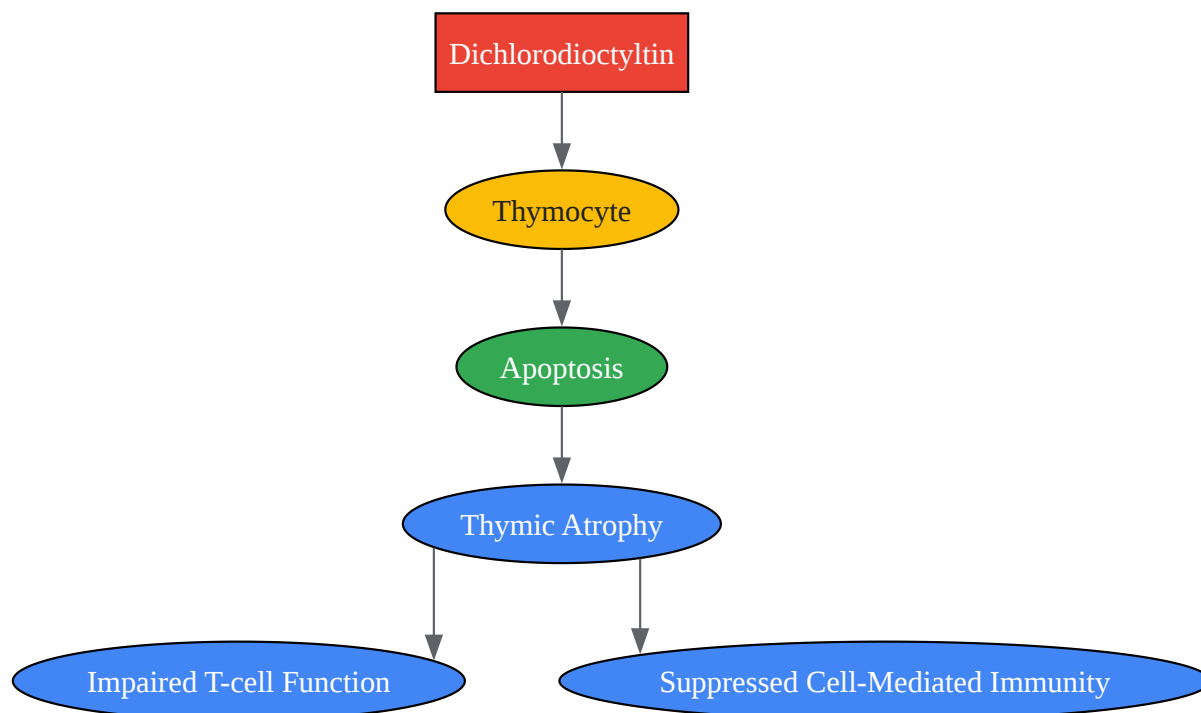 Dichlorodioctyltin
Thymocyte
Apoptosis
Thymic Atrophy
Impaired T-cell Function
Suppressed Cell-Mediated Immunity